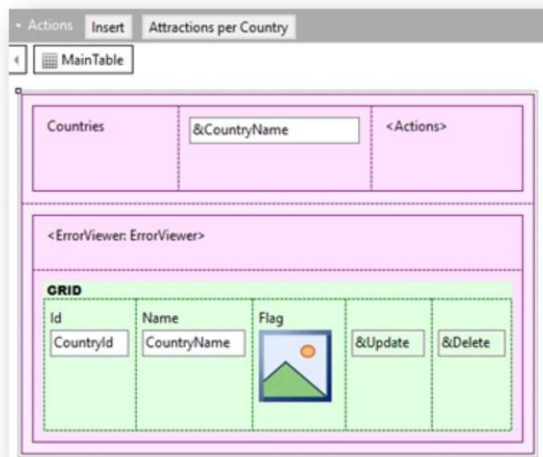 Actions Insert Attractions per Country
MainTable
Countries &CountryName <Actions>
<ErrorViewer: ErrorViewer>
GRID
Id Name Flag
CountryId CountryName &Update &Delete